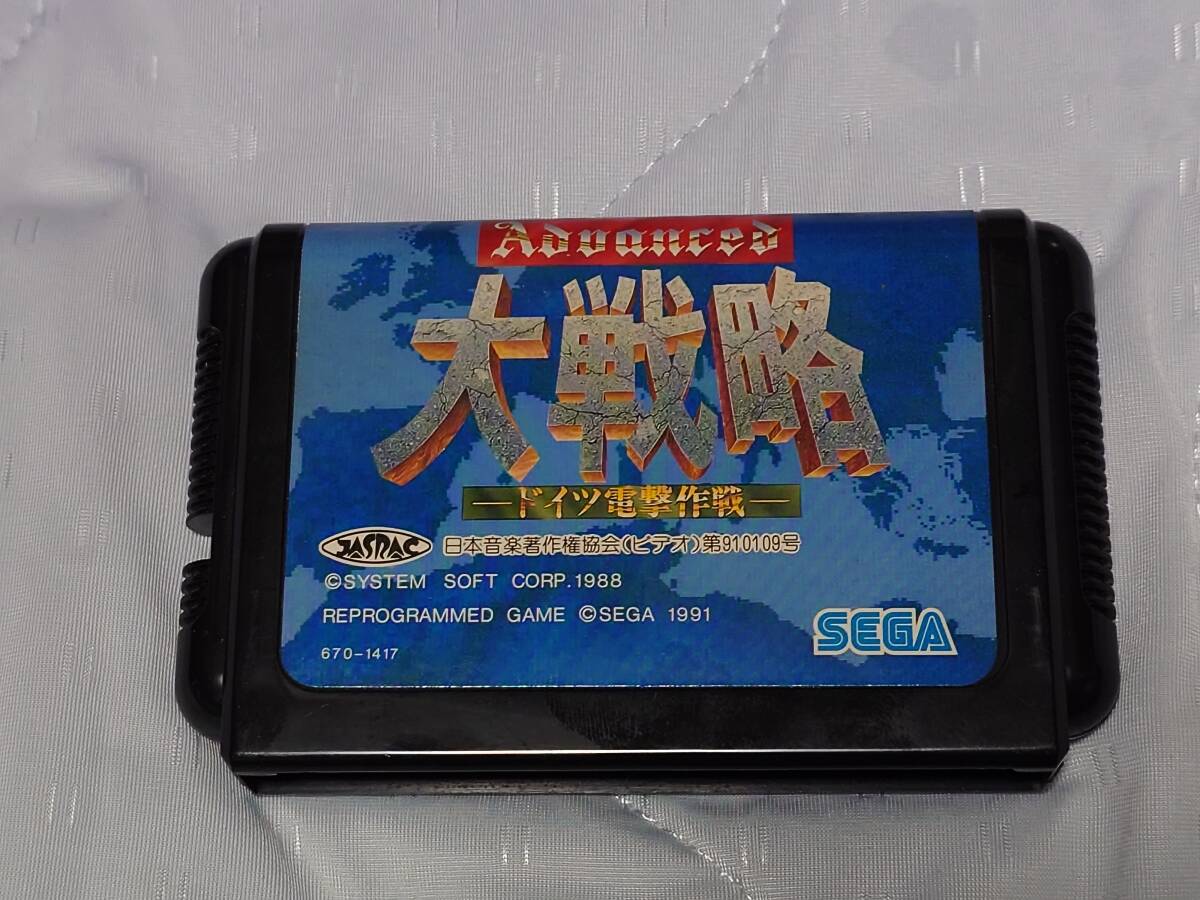 Advanced
大戦略
ードイツ電撃作戦ー
JASRAC 日本音楽著作権協会(ビデオ)第910109号
©SYSTEM SOFT CORP.1988
REPROGRAMMED GAME ©SEGA 1991
SEGA
670-1417